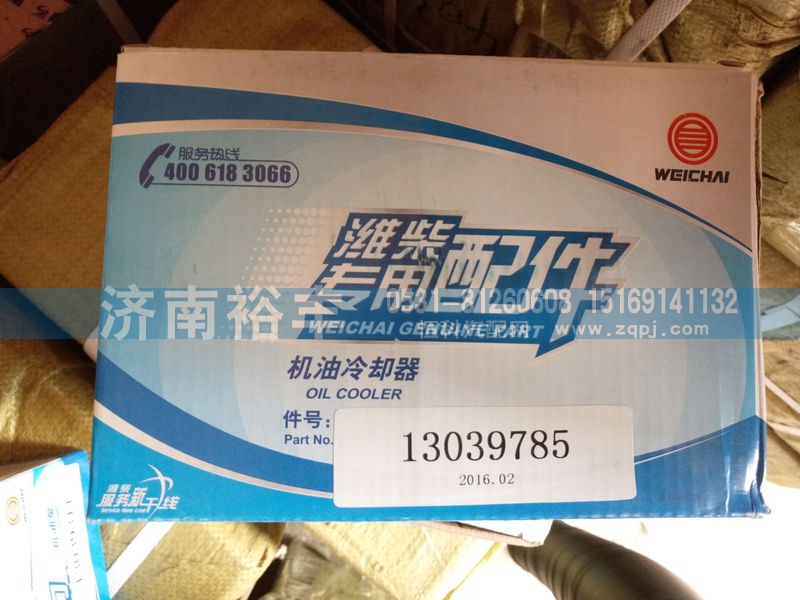 服务热线
400 618 3066
WEICHAI
潍柴
专用配件
WEICHAI GENUINE PART
济南裕
0531-81260603 15169141132
www.zqpj.com
机油冷却器
OIL COOLER
件号:
Part No.
13039785
2016.02
潍柴
服务新干线
Service New Line